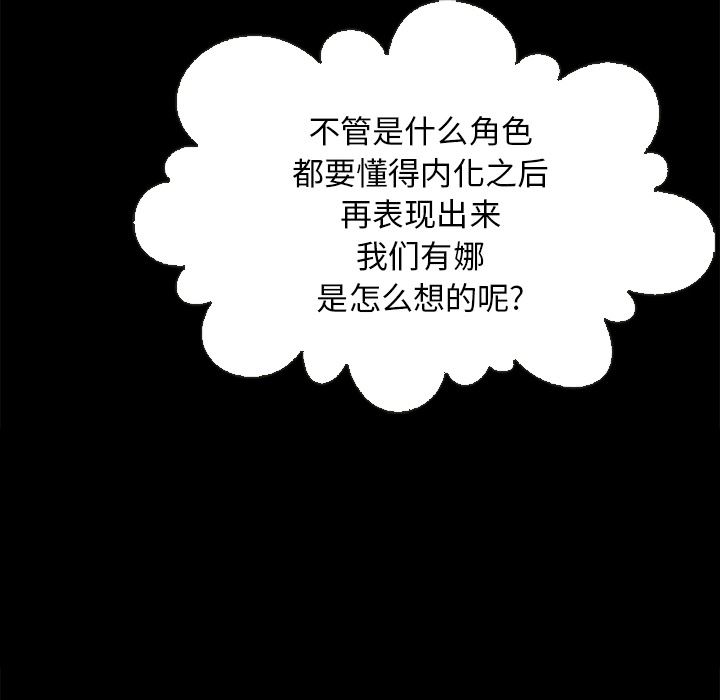 不管是什么角色
都要懂得内化之后
再表现出来
我们有娜
是怎么想的呢?